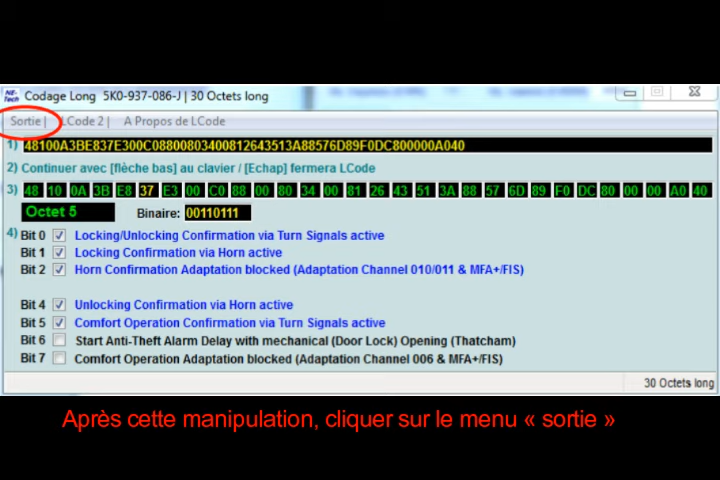 NE-Tech Codage Long 5K0-937-086-J | 30 Octets long
Sortie | LCode 2 | A Propos de LCode
1) 48100A3BE837E300C08800803400812643513A88576D89F0DC800000A040
2) Continuer avec [flèche bas] au clavier / [Echap] fermera LCode
3) 48 10 0A 3B E8 37 E3 00 C0 88 00 80 34 00 81 26 43 51 3A 88 57 6D 89 F0 DC 80 00 00 A0 40
Octet 5 Binaire: 00110111
4) Bit 0 Locking/Unlocking Confirmation via Turn Signals active
Bit 1 Locking Confirmation via Horn active
Bit 2 Horn Confirmation Adaptation blocked (Adaptation Channel 010/011 & MFA+/FIS)
Bit 4 Unlocking Confirmation via Horn active
Bit 5 Comfort Operation Confirmation via Turn Signals active
Bit 6 Start Anti-Theft Alarm Delay with mechanical (Door Lock) Opening (Thatcham)
Bit 7 Comfort Operation Adaptation blocked (Adaptation Channel 006 & MFA+/FIS)
30 Octets long
Après cette manipulation, cliquer sur le menu « sortie »